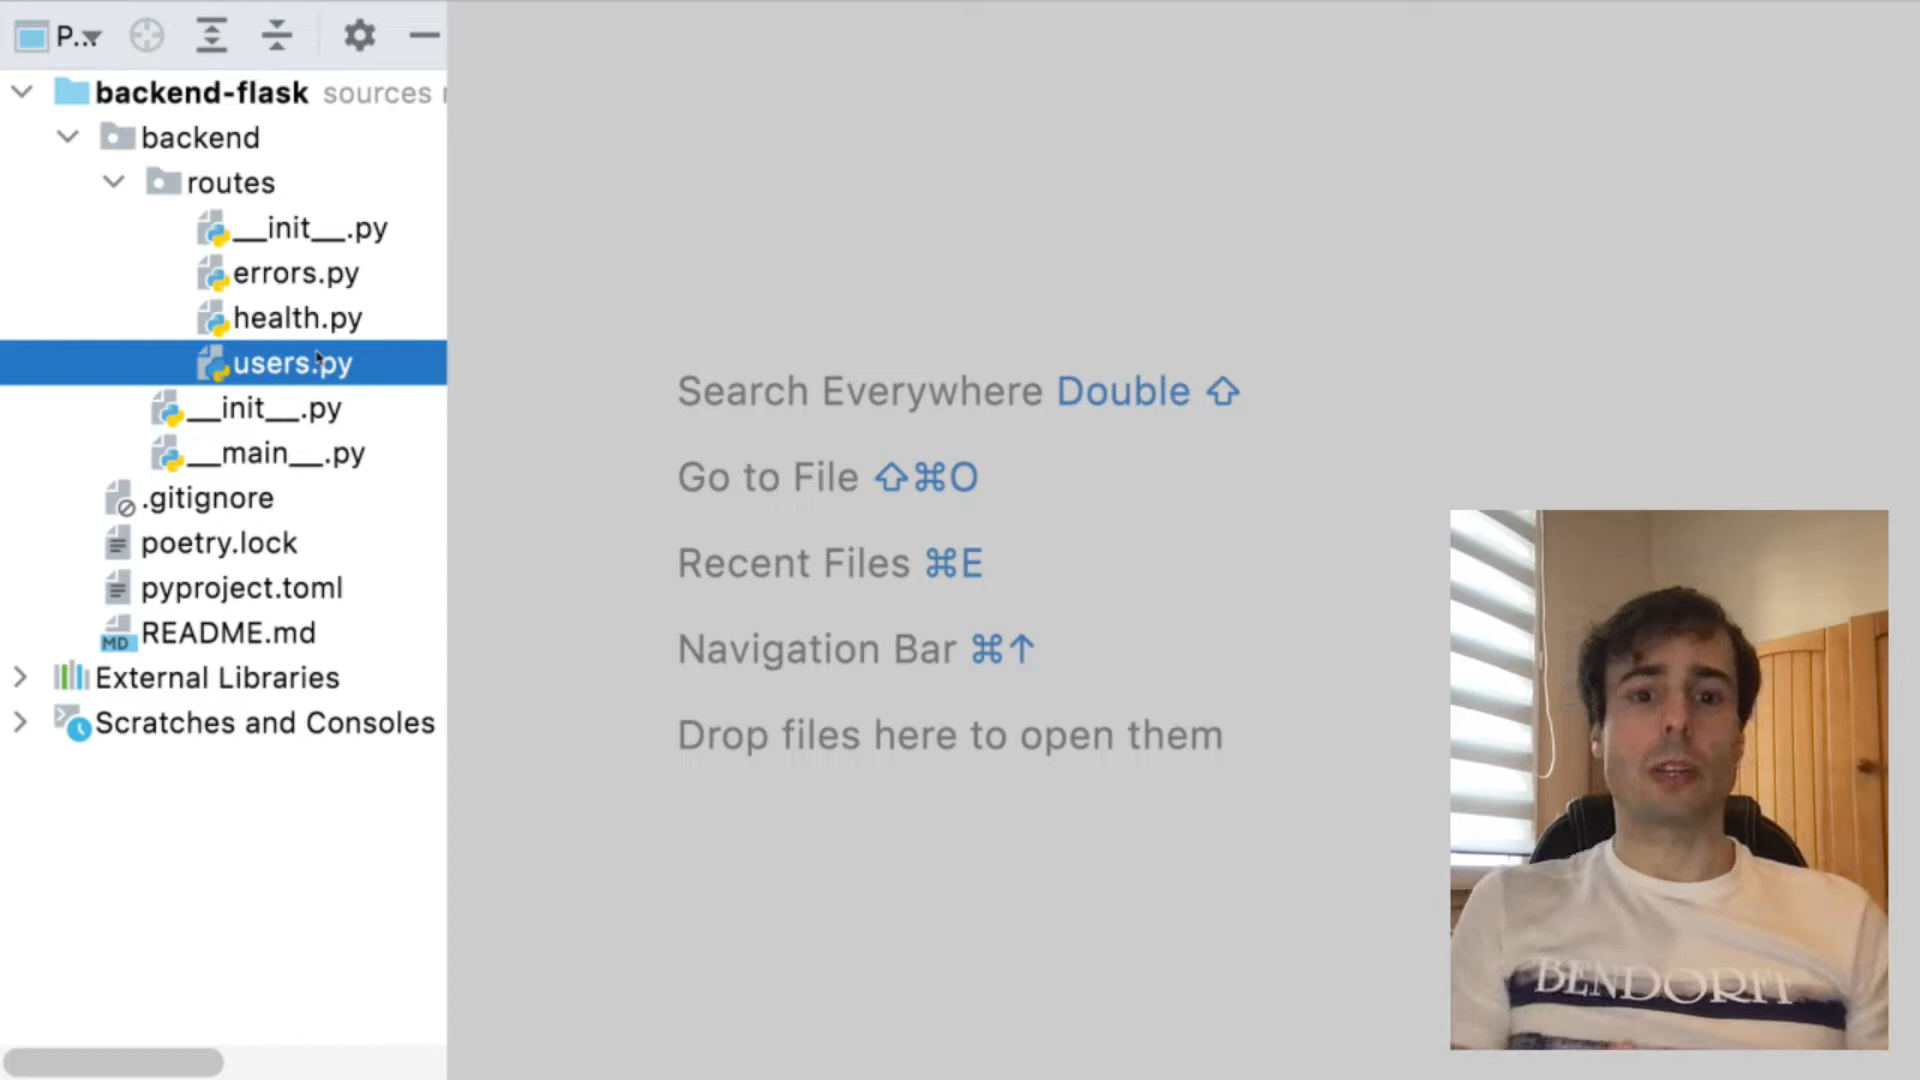 P...
backend-flask sources
backend
routes
__init__.py
errors.py
health.py
users.py
__init__.py
__main__.py
.gitignore
poetry.lock
pyproject.toml
MD README.md
External Libraries
Scratches and Consoles
Search Everywhere Double ⇧
Go to File ⇧⌘O
Recent Files ⌘E
Navigation Bar ⌘↑
Drop files here to open them